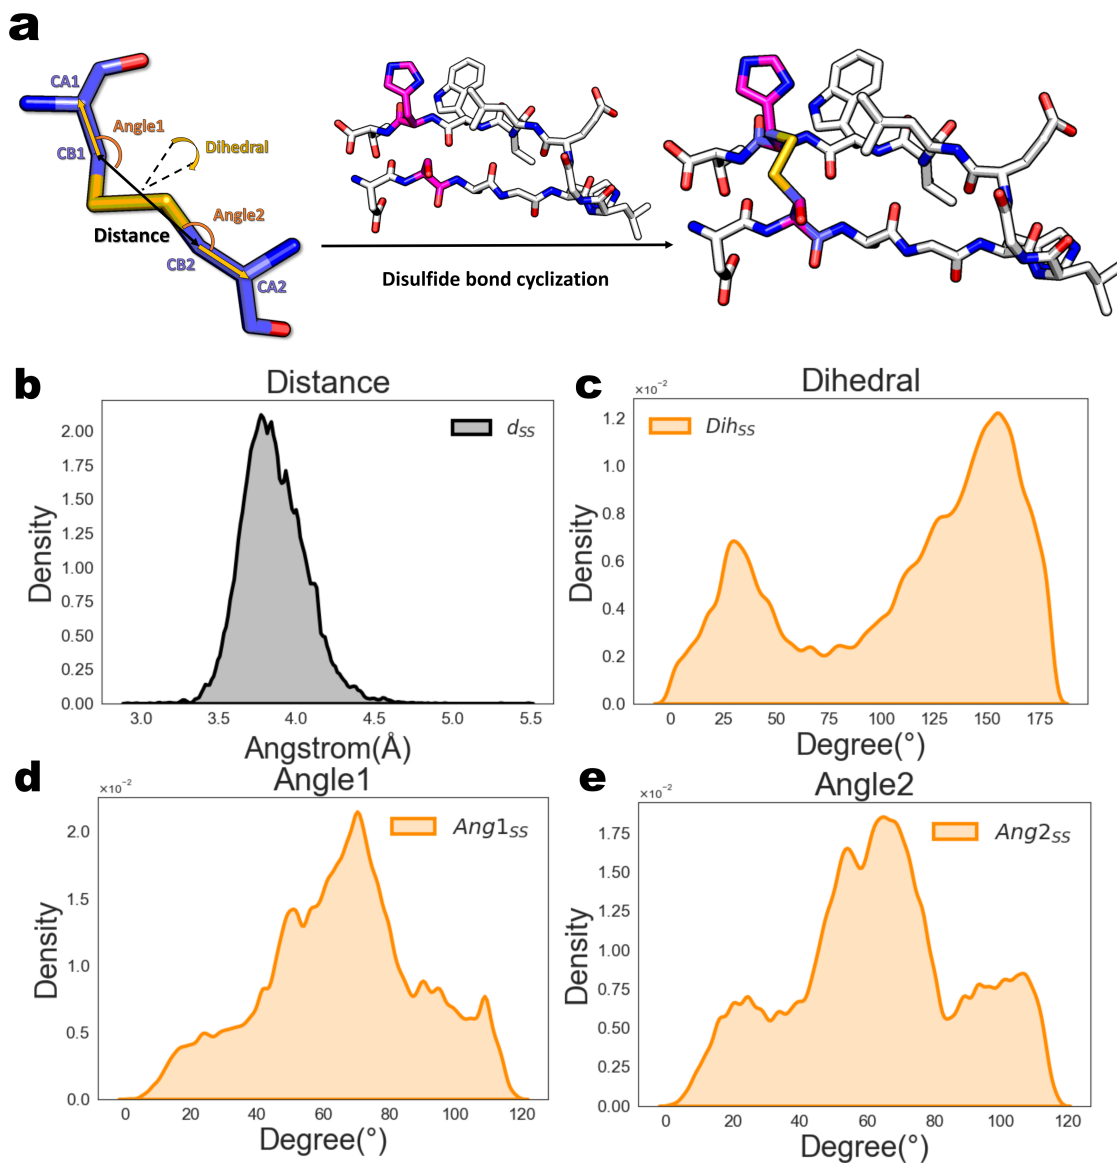 a
CA1
Angle1
CB1
Dihedral
Angle2
Distance
CB2
CA2
Disulfide bond cyclization
b
Distance
d_SS
2.00
1.75
1.50
1.25
1.00
0.75
0.50
0.25
0.00
Density
3.0 3.5 4.0 4.5 5.0 5.5
Angstrom(Å)
c
Dihedral
×10⁻²
Dih_SS
1.2
1.0
0.8
0.6
0.4
0.2
0.0
Density
0 25 50 75 100 125 150 175
Degree(°)
d
Angle1
×10⁻²
Ang1_SS
2.0
1.5
1.0
0.5
0.0
Density
0 20 40 60 80 100 120
Degree(°)
e
Angle2
×10⁻²
Ang2_SS
1.75
1.50
1.25
1.00
0.75
0.50
0.25
0.00
Density
0 20 40 60 80 100 120
Degree(°)